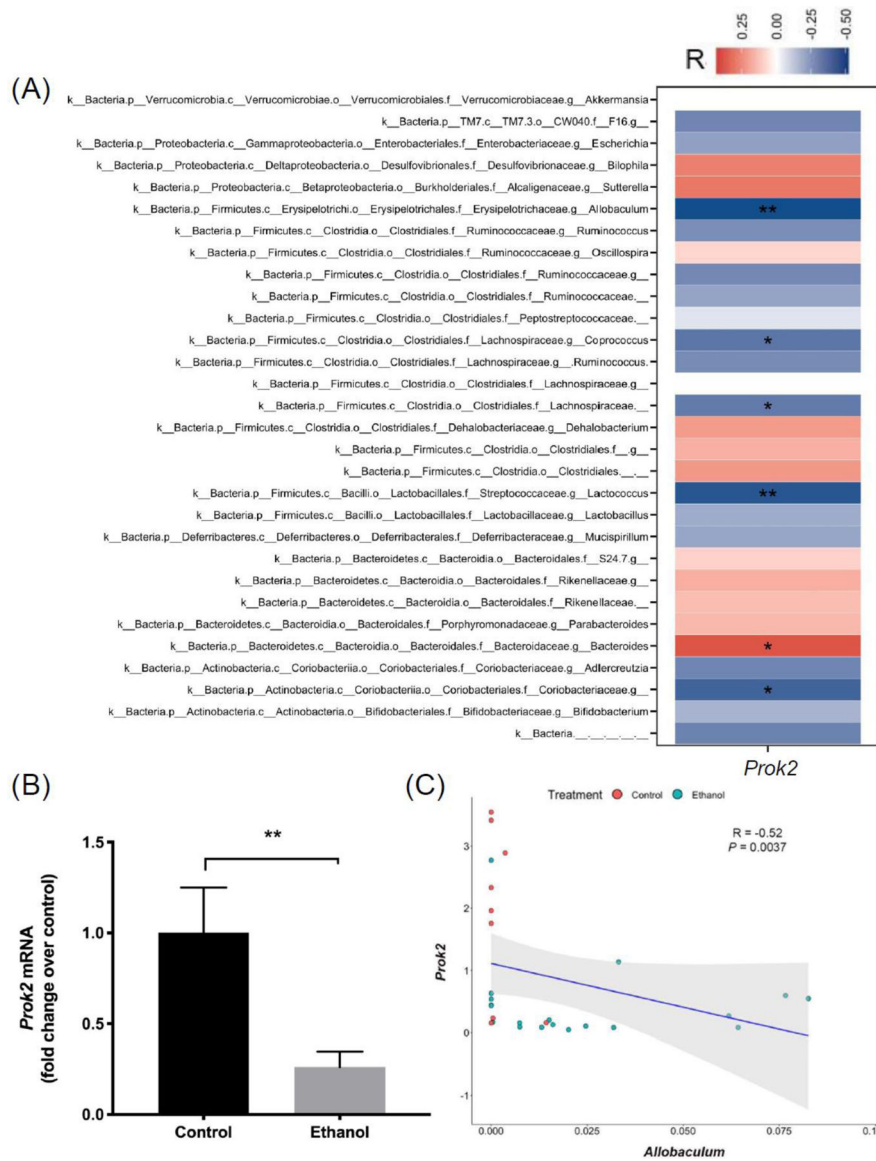 0.25 0.00 -0.25 -0.50
R
(A)
k__Bacteria.p__Verrucomicrobia.c__Verrucomicrobiae.o__Verrucomicrobiales.f__Verrucomicrobiaceae.g__Akkermansia
k__Bacteria.p__TM7.c__TM7.3.o__CW040.f__F16.g__
k__Bacteria.p__Proteobacteria.c__Gammaproteobacteria.o__Enterobacteriales.f__Enterobacteriaceae.g__Escherichia
k__Bacteria.p__Proteobacteria.c__Deltaproteobacteria.o__Desulfovibrionales.f__Desulfovibrionaceae.g__Bilophila
k__Bacteria.p__Proteobacteria.c__Betaproteobacteria.o__Burkholderiales.f__Alcaligenaceae.g__Sutterella
k__Bacteria.p__Firmicutes.c__Erysipelotrichi.o__Erysipelotrichales.f__Erysipelotrichaceae.g__Allobaculum **
k__Bacteria.p__Firmicutes.c__Clostridia.o__Clostridiales.f__Ruminococcaceae.g__Ruminococcus
k__Bacteria.p__Firmicutes.c__Clostridia.o__Clostridiales.f__Ruminococcaceae.g__Oscillospira
k__Bacteria.p__Firmicutes.c__Clostridia.o__Clostridiales.f__Ruminococcaceae.g__
k__Bacteria.p__Firmicutes.c__Clostridia.o__Clostridiales.f__Ruminococcaceae.__
k__Bacteria.p__Firmicutes.c__Clostridia.o__Clostridiales.f__Peptostreptococcaceae.__
k__Bacteria.p__Firmicutes.c__Clostridia.o__Clostridiales.f__Lachnospiraceae.g__Coprococcus *
k__Bacteria.p__Firmicutes.c__Clostridia.o__Clostridiales.f__Lachnospiraceae.g__.Ruminococcus.
k__Bacteria.p__Firmicutes.c__Clostridia.o__Clostridiales.f__Lachnospiraceae.g__
k__Bacteria.p__Firmicutes.c__Clostridia.o__Clostridiales.f__Lachnospiraceae.__ *
k__Bacteria.p__Firmicutes.c__Clostridia.o__Clostridiales.f__Dehalobacteriaceae.g__Dehalobacterium
k__Bacteria.p__Firmicutes.c__Clostridia.o__Clostridiales.f__.g__
k__Bacteria.p__Firmicutes.c__Clostridia.o__Clostridiales.__.__
k__Bacteria.p__Firmicutes.c__Bacilli.o__Lactobacillales.f__Streptococcaceae.g__Lactococcus **
k__Bacteria.p__Firmicutes.c__Bacilli.o__Lactobacillales.f__Lactobacillaceae.g__Lactobacillus
k__Bacteria.p__Deferribacteres.c__Deferribacteres.o__Deferribacterales.f__Deferribacteraceae.g__Mucispirillum
k__Bacteria.p__Bacteroidetes.c__Bacteroidia.o__Bacteroidales.f__S24.7.g__
k__Bacteria.p__Bacteroidetes.c__Bacteroidia.o__Bacteroidales.f__Rikenellaceae.g__
k__Bacteria.p__Bacteroidetes.c__Bacteroidia.o__Bacteroidales.f__Rikenellaceae.__
k__Bacteria.p__Bacteroidetes.c__Bacteroidia.o__Bacteroidales.f__Porphyromonadaceae.g__Parabacteroides
k__Bacteria.p__Bacteroidetes.c__Bacteroidia.o__Bacteroidales.f__Bacteroidaceae.g__Bacteroides *
k__Bacteria.p__Actinobacteria.c__Coriobacteriia.o__Coriobacteriales.f__Coriobacteriaceae.g__Adlercreutzia
k__Bacteria.p__Actinobacteria.c__Coriobacteriia.o__Coriobacteriales.f__Coriobacteriaceae.g__ *
k__Bacteria.p__Actinobacteria.c__Actinobacteria.o__Bifidobacteriales.f__Bifidobacteriaceae.g__Bifidobacterium
k__Bacteria.__.__.__.__.__
Prok2
(B)
**
1.5
1.0
0.5
0.0
Prok2 mRNA
(fold change over control)
Control Ethanol
(C)
Treatment Control Ethanol
R = -0.52
P = 0.0037
3
2
1
0
-1
Prok2
0.000 0.025 0.050 0.075 0.1
Allobaculum